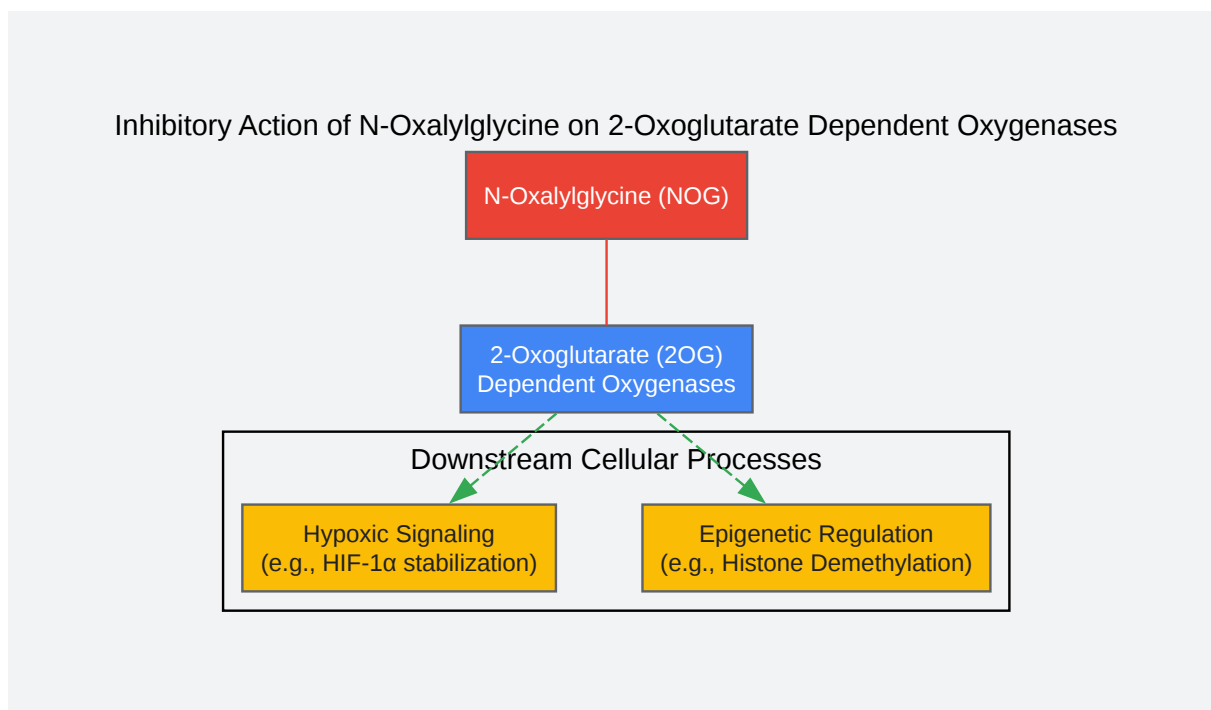 Inhibitory Action of N-Oxalylglycine on 2-Oxoglutarate Dependent Oxygenases
N-Oxalylglycine (NOG)
2-Oxoglutarate (2OG)
Dependent Oxygenases
Downstream Cellular Processes
Hypoxic Signaling
(e.g., HIF-1α stabilization)
Epigenetic Regulation
(e.g., Histone Demethylation)